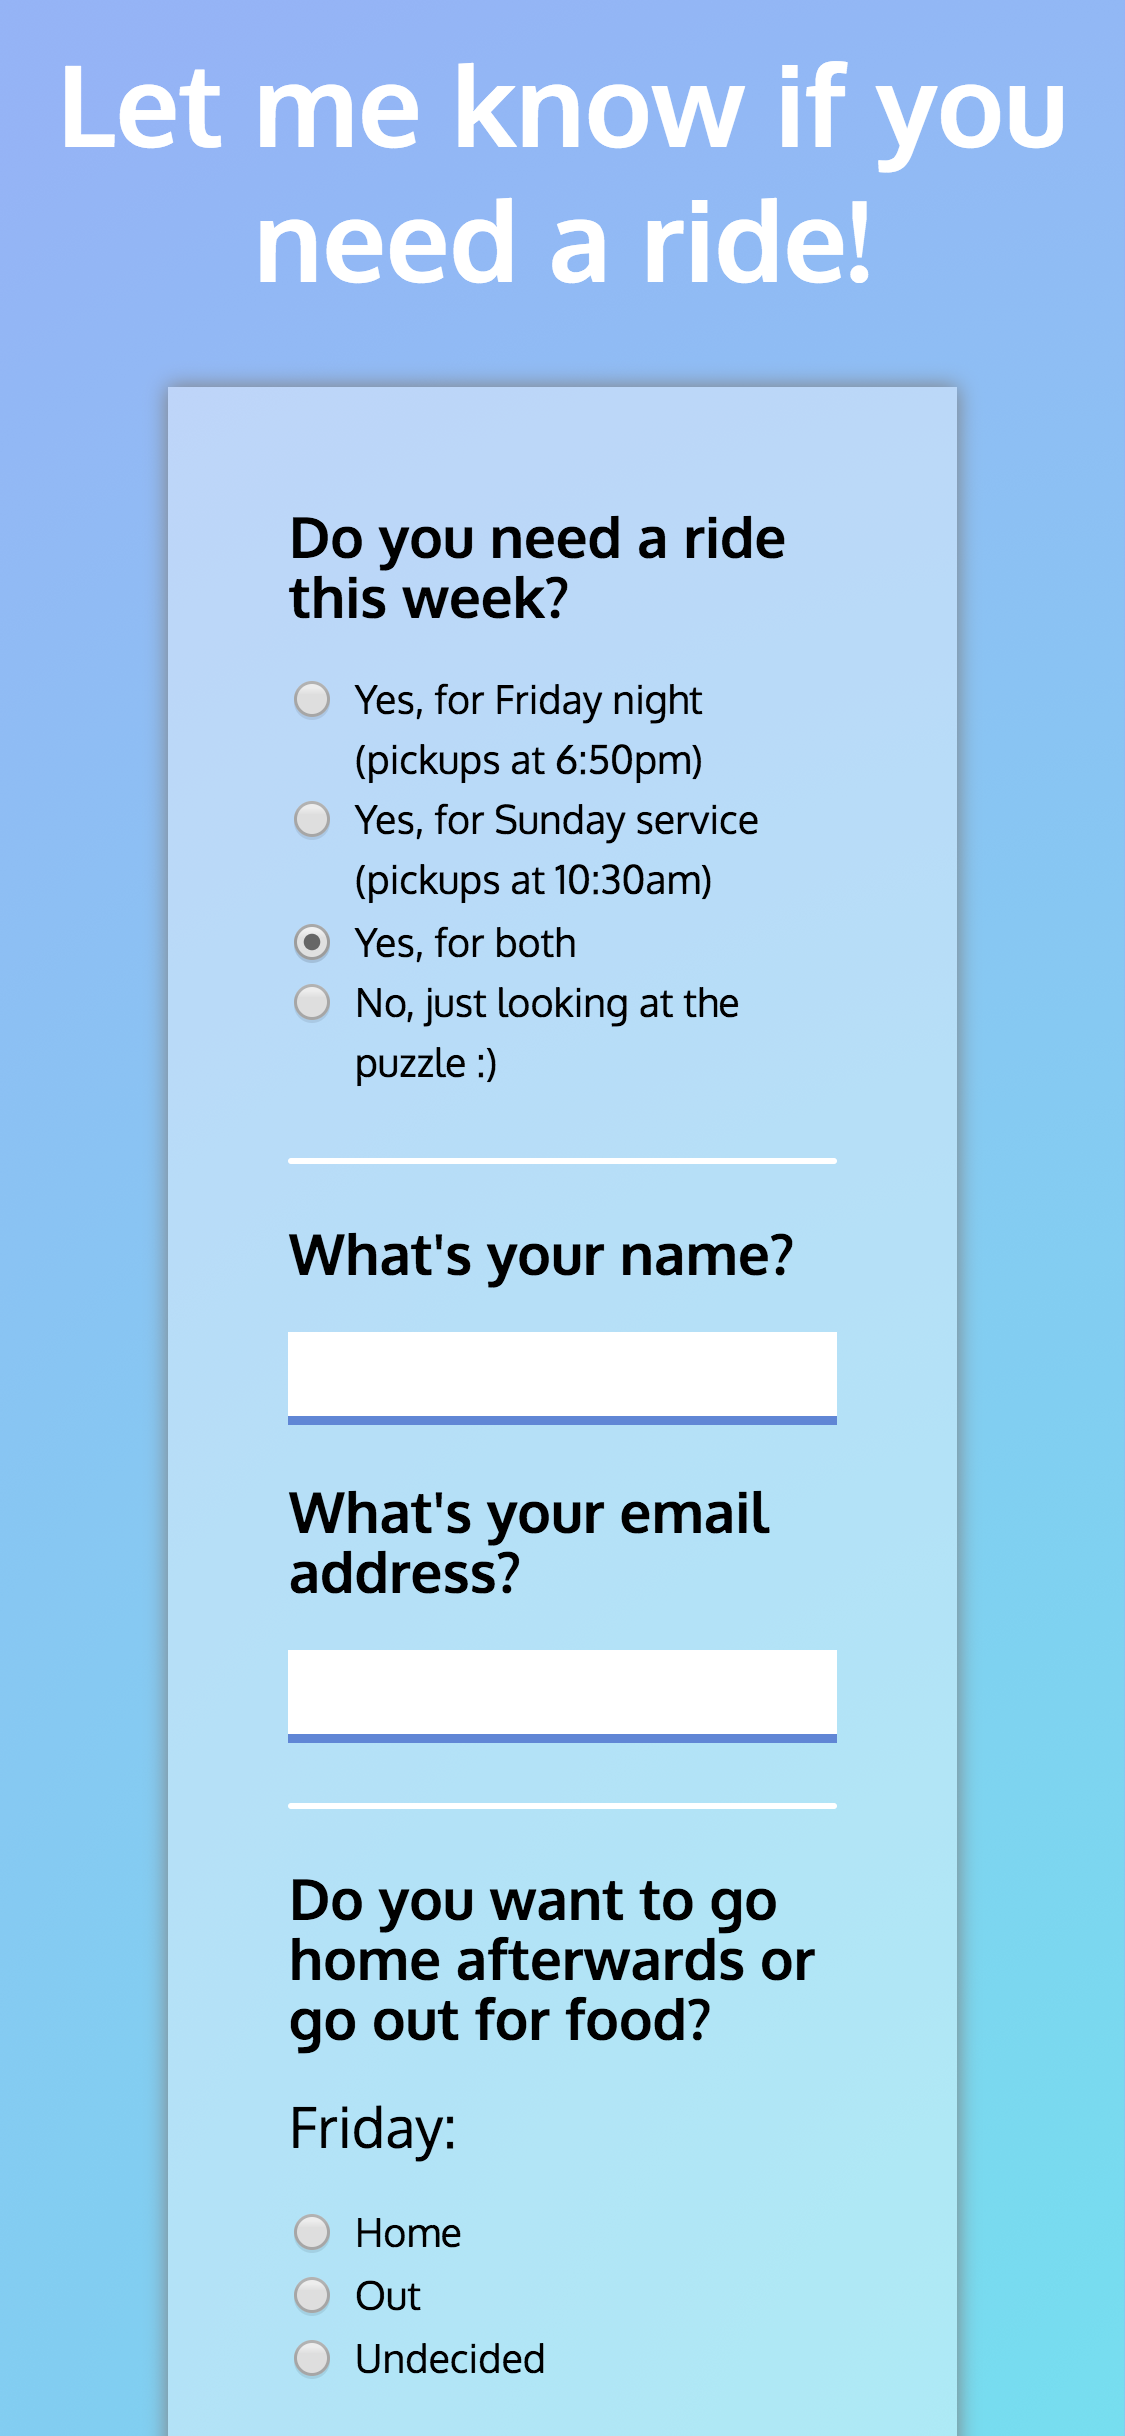 Let me know if you
need a ride!
Do you need a ride
this week?
Yes, for Friday night
(pickups at 6:50pm)
Yes, for Sunday service
(pickups at 10:30am)
Yes, for both
No, just looking at the
puzzle :)
What's your name?
What's your email
address?
Do you want to go
home afterwards or
go out for food?
Friday:
Home
Out
Undecided